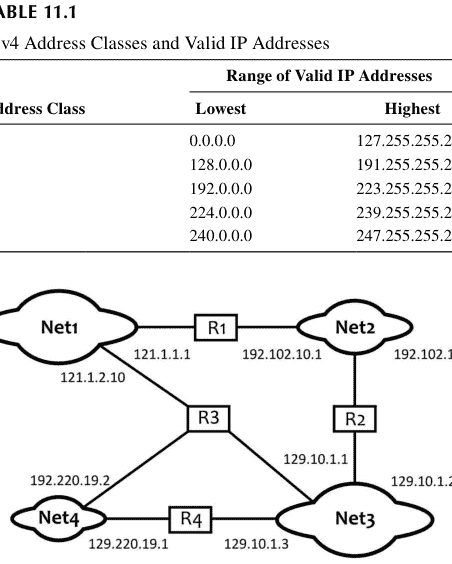 ABLE 11.1
v4 Address Classes and Valid IP Addresses
Range of Valid IP Addresses
ddress Class Lowest Highest
0.0.0.0 127.255.255.2
128.0.0.0 191.255.255.2
192.0.0.0 223.255.255.2
224.0.0.0 239.255.255.2
240.0.0.0 247.255.255.2
Net1 R1 Net2
121.1.1.1 192.102.10.1 192.102.1
121.1.2.10
R3 R2
129.10.1.1
192.220.19.2 129.10.1.2
Net4 R4 Net3
129.220.19.1 129.10.1.3